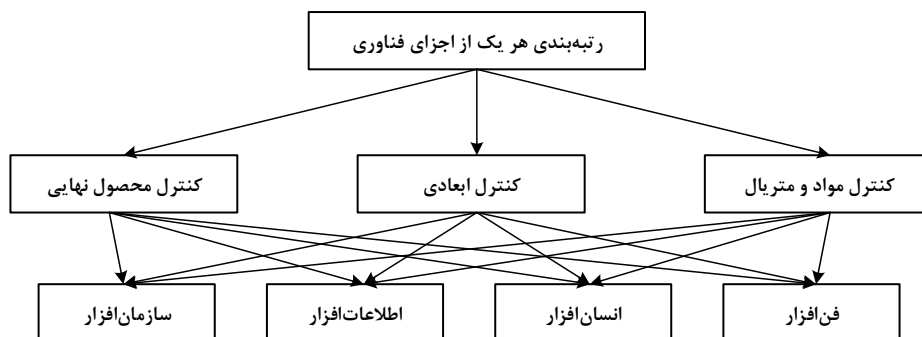 رتبه‌بندی هر یک از اجزای فناوری
کنترل مواد و متریال
کنترل ابعادی
کنترل محصول نهایی
فن‌افزار
انسان‌افزار
اطلاعات‌افزار
سازمان‌افزار